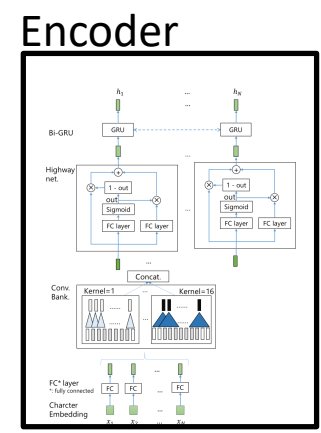 Encoder
h1 ... hN
...
Bi-GRU GRU GRU
...
Highway
net.
+ +
× 1 - out × 1 - out
out × out ×
Sigmoid ... Sigmoid
FC layer FC layer FC layer FC layer
...
Concat.
Conv.
Bank.
Kernel=1 ... Kernel=16
...... ... ......
......  ......
...
FC* layer
*: fully connected
FC FC ... FC
Charcter
Embedding
...
x1 x2 ... xN